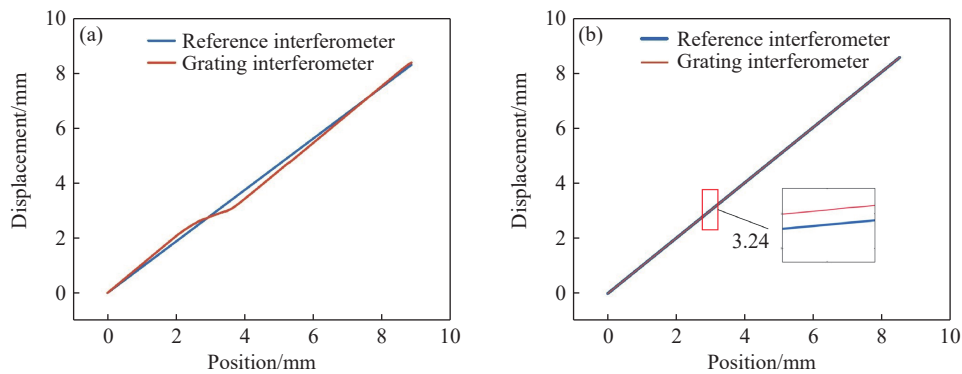 (a)
Reference interferometer
Grating interferometer
Displacement/mm
10
8
6
4
2
0
0 2 4 6 8 10
Position/mm
(b)
Reference interferometer
Grating interferometer
Displacement/mm
10
8
6
4
2
0
3.24
0 2 4 6 8 10
Position/mm